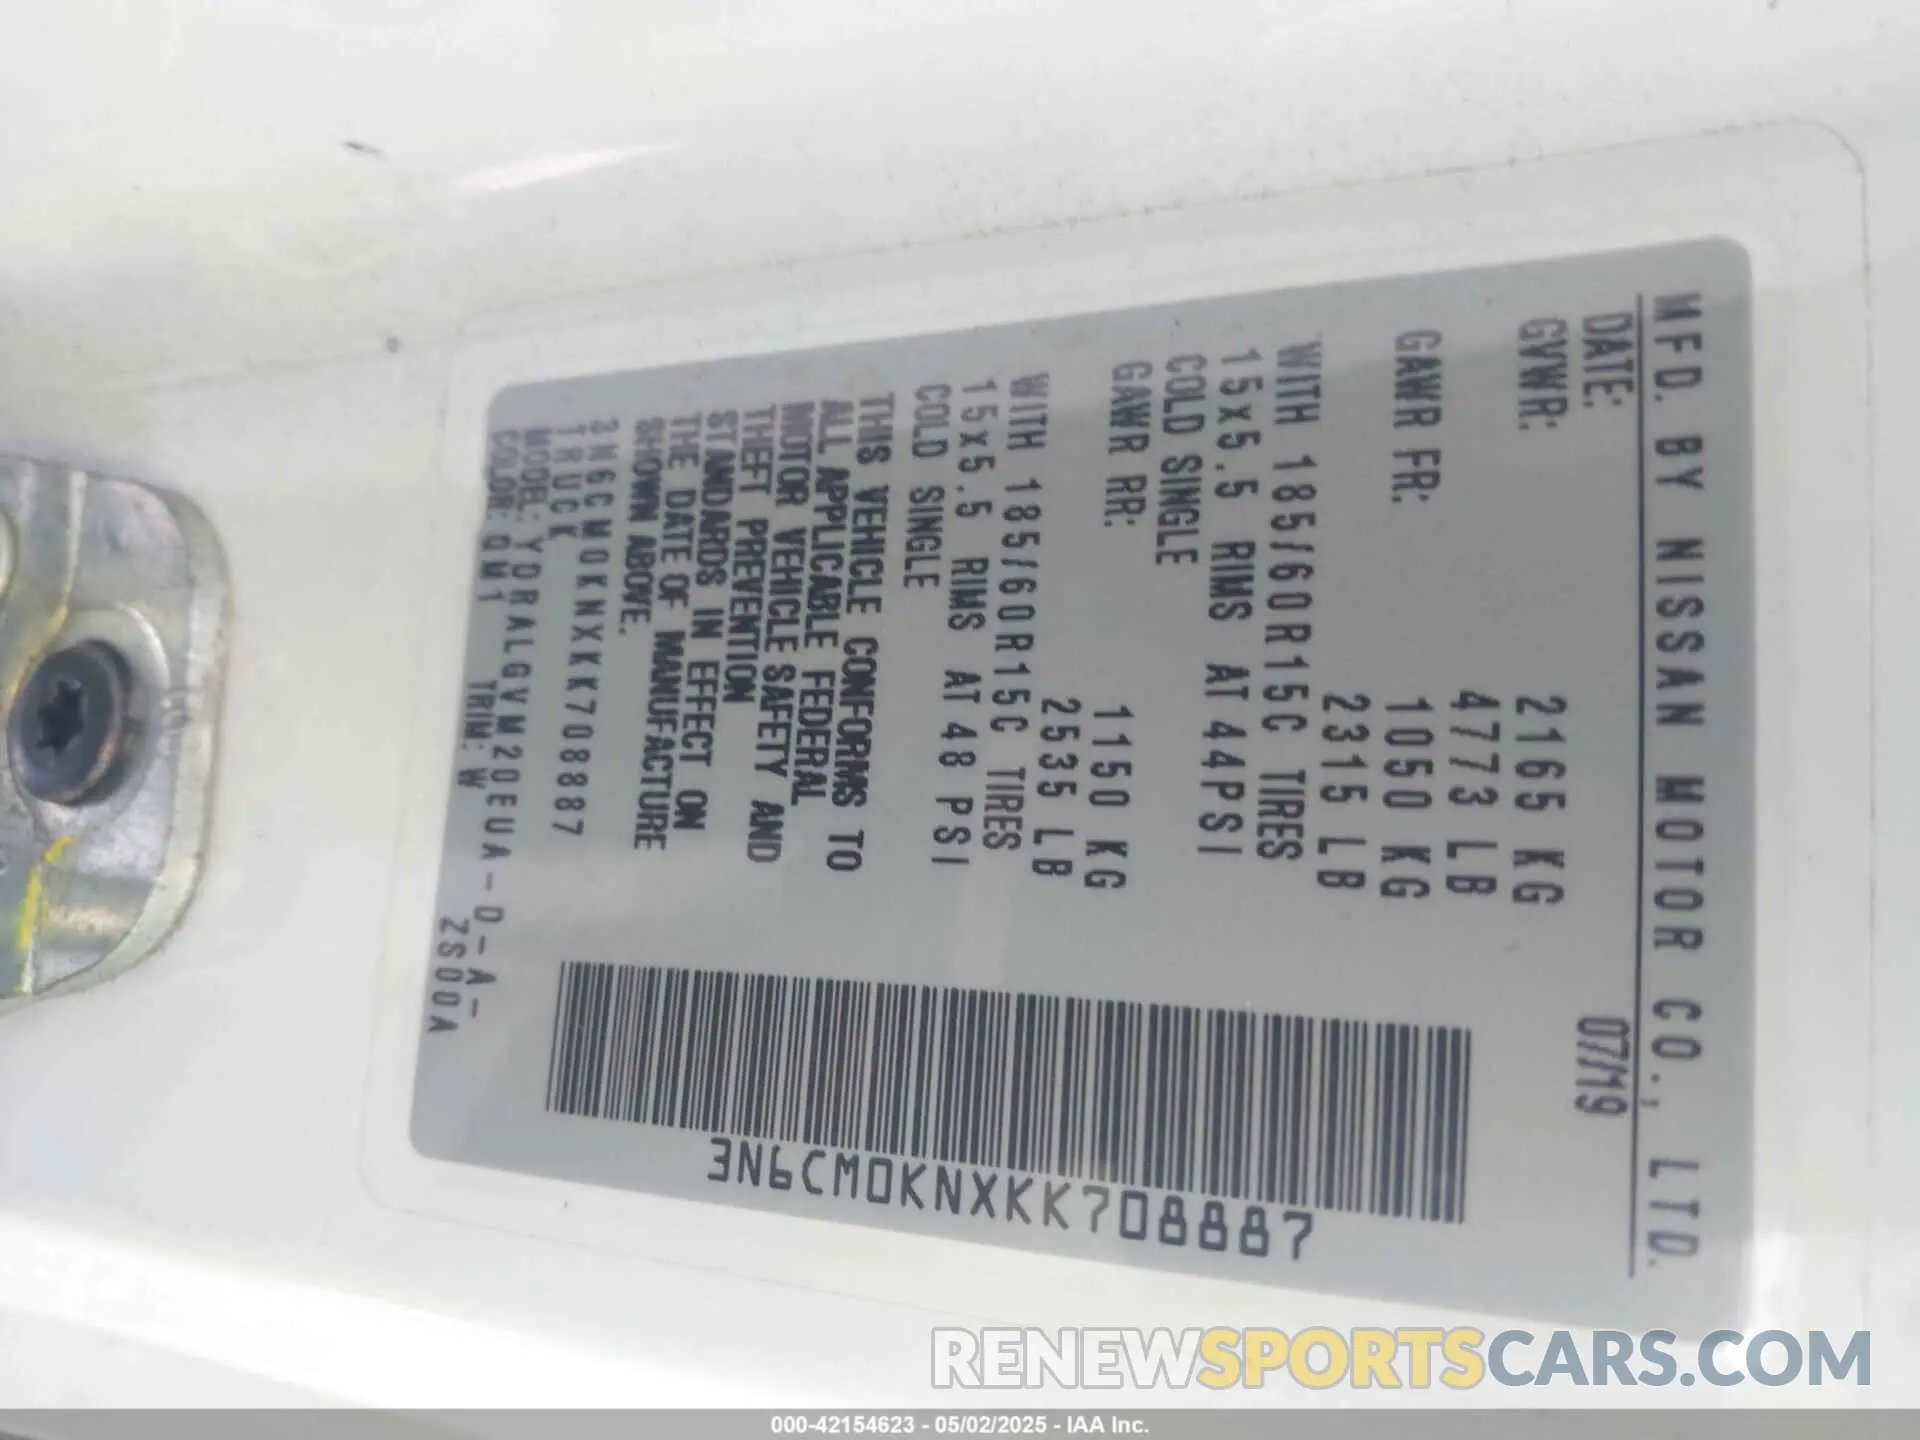 MFD. BY NISSAN MOTOR CO., LTD.
DATE: 07/19
GVWR: 2165 KG
4773 LB
GAWR FR: 1050 KG
2315 LB
WITH 185/60R15C TIRES
15x5.5 RIMS AT 44PSI
COLD SINGLE
GAWR RR: 1150 KG
2535 LB
WITH 185/60R15C TIRES
15x5.5 RIMS AT 48 PSI
COLD SINGLE
THIS VEHICLE CONFORMS TO
ALL APPLICABLE FEDERAL
MOTOR VEHICLE SAFETY AND
THEFT PREVENTION
STANDARDS IN EFFECT ON
THE DATE OF MANUFACTURE
SHOWN ABOVE.
3N6CM0KNXKK708887
TRUCK
MODEL: YDRALGVM20EUA-D-A-
COLOR: QM1 TRIM: W ZS00A
3N6CM0KNXKK708887
RENEWSPORTSCARS.COM
000-42154623 - 05/02/2025 - IAA Inc.